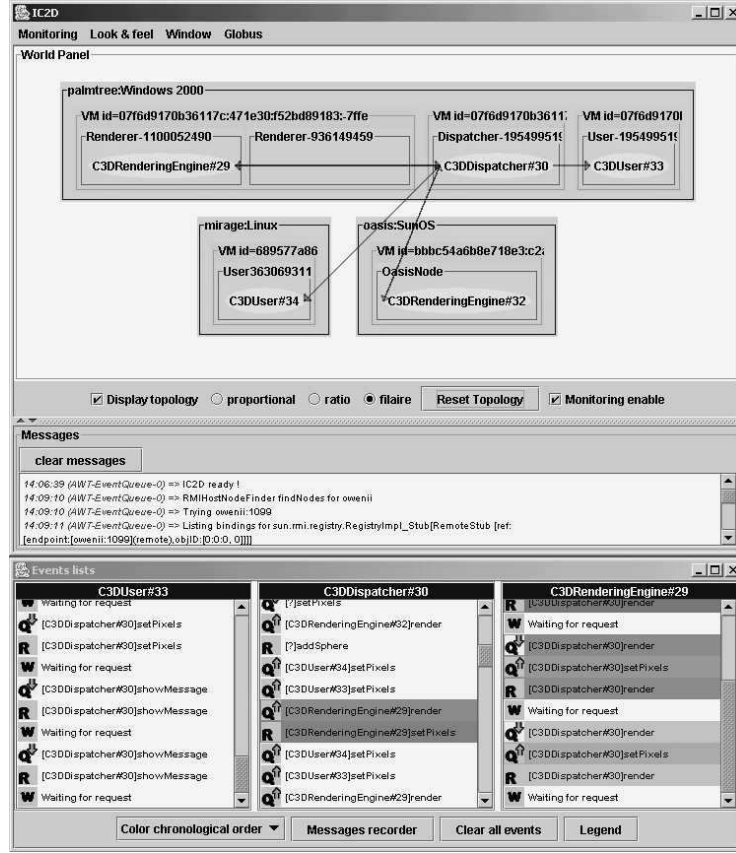 IC2D
Monitoring Look & feel Window Globus
World Panel
palmtree:Windows 2000
VM id=07f6d9170b36117c:471e30:f52bd89183:-7ffe
VM id=07f6d9170b3611
VM id=07f6d9170
Renderer-1100052490
Renderer-936149459
Dispatcher-195499519
User-195499519
C3DRenderingEngine#29
C3DDispatcher#30
C3DUser#33
mirage:Linux
oasis:SunOS
VM id=689577a86
VM id=bbbc54a6b8e718e3:c2
User363069311
OasisNode
C3DUser#34
C3DRenderingEngine#32
Display topology proportional ratio filaire Reset Topology Monitoring enable
Messages
clear messages
14:06:39 (AWT-EventQueue-0) => IC2D ready !
14:09:10 (AWT-EventQueue-0) => RMIHostNodeFinder findNodes for owenii
14:09:10 (AWT-EventQueue-0) => Trying owenii:1099
14:09:11 (AWT-EventQueue-0) => Listing bindings for sun.rmi.registry.RegistryImpl_Stub[RemoteStub [ref:
[endpoint:[owenii:1099](remote),objID:[0:0:0, 0]]]]
Events lists
C3DUser#33
W Waiting for request
Q [C3DDispatcher#30]setPixels
R [C3DDispatcher#30]setPixels
W Waiting for request
Q [C3DDispatcher#30]showMessage
R [C3DDispatcher#30]showMessage
W Waiting for request
Q [C3DDispatcher#30]showMessage
R [C3DDispatcher#30]showMessage
W Waiting for request
C3DDispatcher#30
Q [?]setPixels
Q [C3DRenderingEngine#32]render
R [?]addSphere
Q [C3DUser#34]setPixels
Q [C3DUser#33]setPixels
Q [C3DRenderingEngine#29]render
R [C3DRenderingEngine#29]setPixels
Q [C3DUser#34]setPixels
Q [C3DUser#33]setPixels
Q [C3DRenderingEngine#29]render
C3DRenderingEngine#29
R [C3DDispatcher#30]render
W Waiting for request
Q [C3DDispatcher#30]render
Q [C3DDispatcher#30]setPixels
R [C3DDispatcher#30]render
W Waiting for request
Q [C3DDispatcher#30]render
Q [C3DDispatcher#30]setPixels
R [C3DDispatcher#30]render
W Waiting for request
Color chronological order Messages recorder Clear all events Legend